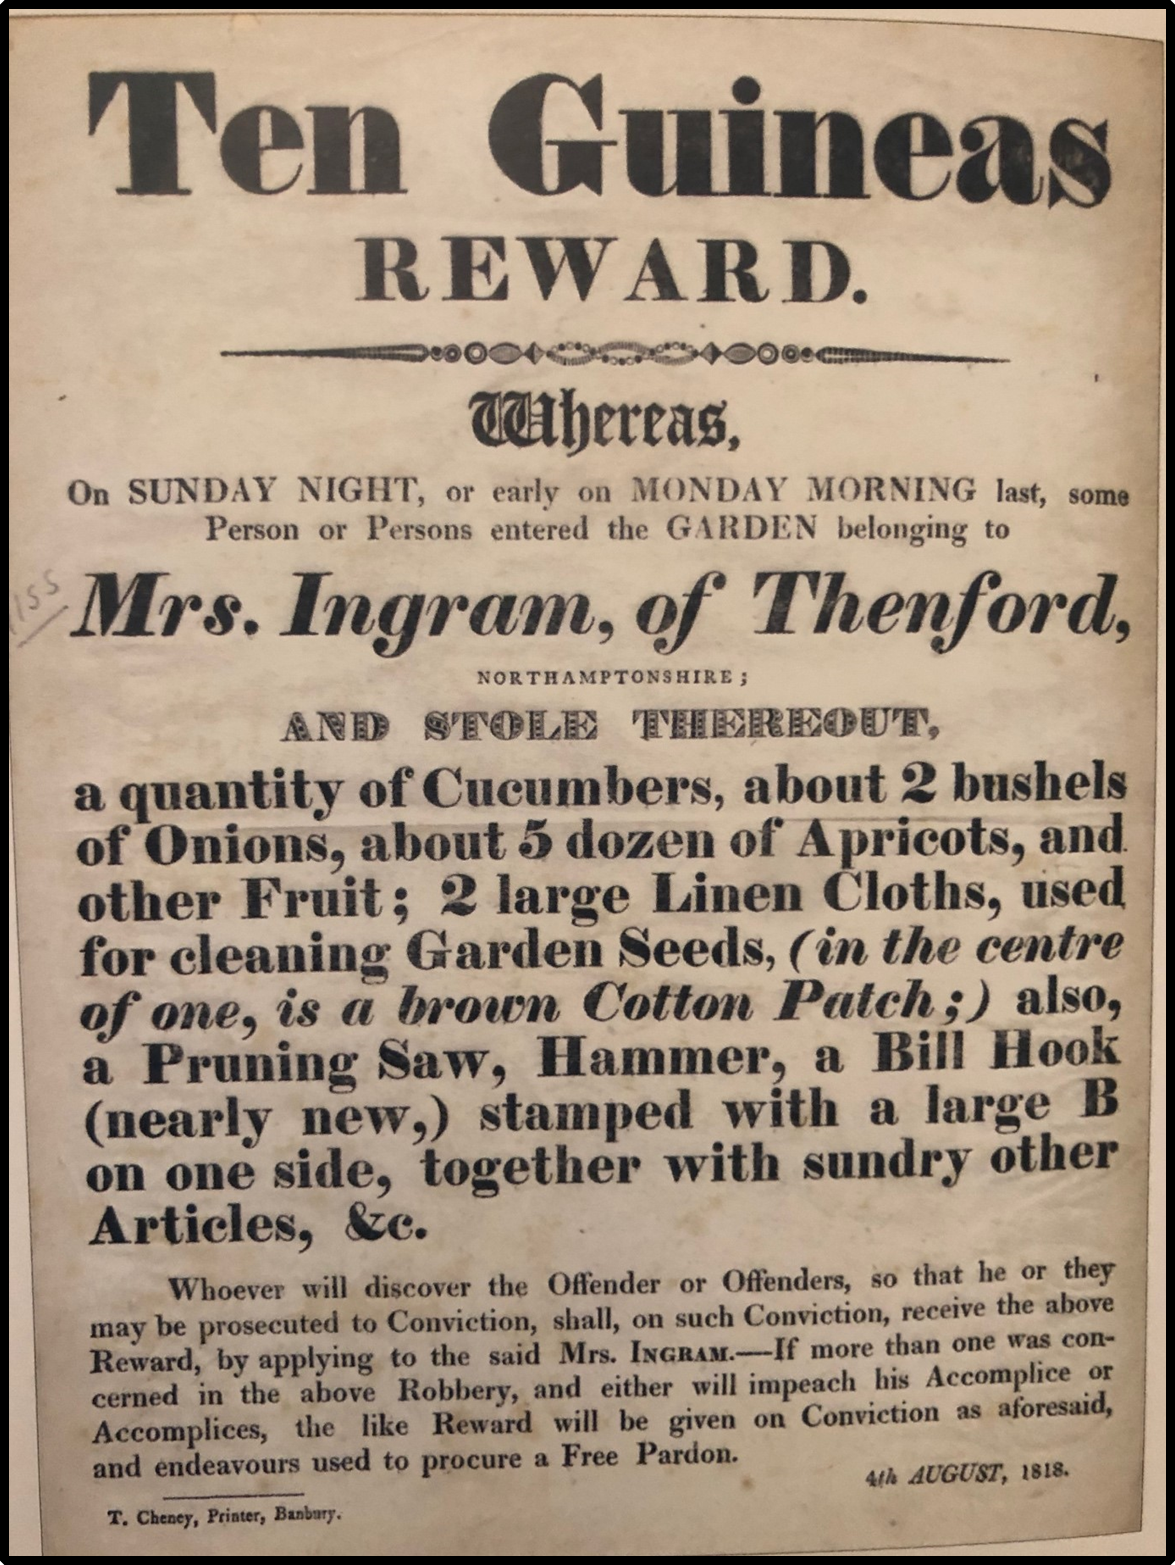 Ten Guineas
REWARD.
Whereas,
On SUNDAY NIGHT, or early on MONDAY MORNING last, some
Person or Persons entered the GARDEN belonging to
155
Mrs. Ingram, of Thenford,
NORTHAMPTONSHIRE;
AND STOLE THEREOUT,
a quantity of Cucumbers, about 2 bushels
of Onions, about 5 dozen of Apricots, and
other Fruit; 2 large Linen Cloths, used
for cleaning Garden Seeds, (in the centre
of one, is a brown Cotton Patch;) also,
a Pruning Saw, Hammer, a Bill Hook
(nearly new,) stamped with a large B
on one side, together with sundry other
Articles, &c.
Whoever will discover the Offender or Offenders, so that he or they
may be prosecuted to Conviction, shall, on such Conviction, receive the above
Reward, by applying to the said Mrs. INGRAM.—If more than one was con-
cerned in the above Robbery, and either will impeach his Accomplice or
Accomplices, the like Reward will be given on Conviction as aforesaid,
and endeavours used to procure a Free Pardon.
4th AUGUST, 1818.
T. Cheney, Printer, Banbury.